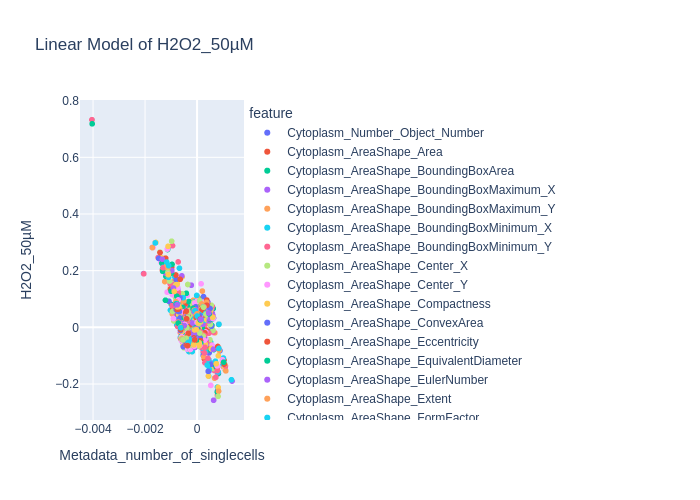 Linear Model of H2O2_50µM
0.8
0.6
0.4
0.2
0
−0.2
H2O2_50µM
−0.004
−0.002
0
Metadata_number_of_singlecells
feature
Cytoplasm_Number_Object_Number
Cytoplasm_AreaShape_Area
Cytoplasm_AreaShape_BoundingBoxArea
Cytoplasm_AreaShape_BoundingBoxMaximum_X
Cytoplasm_AreaShape_BoundingBoxMaximum_Y
Cytoplasm_AreaShape_BoundingBoxMinimum_X
Cytoplasm_AreaShape_BoundingBoxMinimum_Y
Cytoplasm_AreaShape_Center_X
Cytoplasm_AreaShape_Center_Y
Cytoplasm_AreaShape_Compactness
Cytoplasm_AreaShape_ConvexArea
Cytoplasm_AreaShape_Eccentricity
Cytoplasm_AreaShape_EquivalentDiameter
Cytoplasm_AreaShape_EulerNumber
Cytoplasm_AreaShape_Extent
Cytoplasm_AreaShape_FormFactor